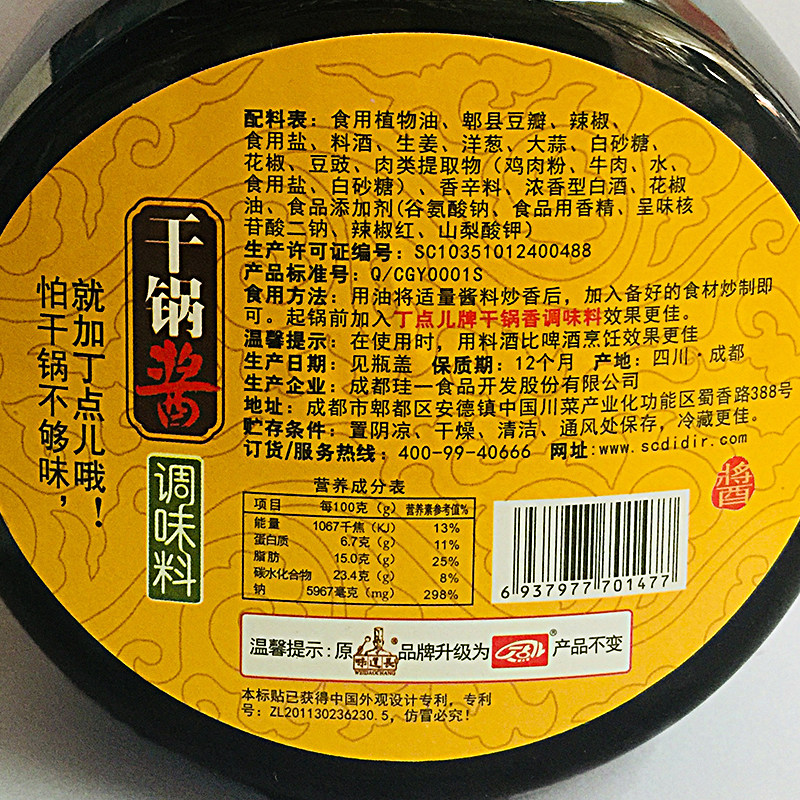 配料表：食用植物油、郫县豆瓣、辣椒、
食用盐、料酒、生姜、洋葱、大蒜、白砂糖、
花椒、豆豉、肉类提取物（鸡肉粉、牛肉、水、
食用盐、白砂糖）、香辛料、浓香型白酒、花椒
油、食品添加剂(谷氨酸钠、食品用香精、呈味核
苷酸二钠、辣椒红、山梨酸钾）
生产许可证编号：SC10351012400488
产品标准号：Q/CGY0001S
食用方法：用油将适量酱料炒香后，加入备好的食材炒制即
可。起锅前加入丁点儿牌干锅香调味料效果更佳。
温馨提示：在使用时，用料酒比啤酒烹饪效果更佳
生产日期：见瓶盖 保质期：12个月 产地：四川·成都
生产企业：成都珪一食品开发股份有限公司
地址：成都市郫都区安德镇中国川菜产业化功能区蜀香路388号
贮存条件：置阴凉、干燥、清洁、通风处保存，冷藏更佳。
订货/服务热线：400-99-40666 网址:www.scdidir.com
干锅酱
调味料
就加丁点儿哦！
怕干锅不够味，
营养成分表
项目 每100克（g） 营养素参考值%
能量 1067千焦（KJ） 13%
蛋白质 6.7克（g） 11%
脂肪 15.0克（g） 25%
碳水化合物 23.4克（g） 8%
钠 5967毫克（mg） 298%
6 937977 701477
温馨提示:原味道長WEIDAOCHANG®品牌升级为丁点儿®产品不变
本标贴已获得中国外观设计专利，专利
号：ZL201130236230.5，仿冒必究！